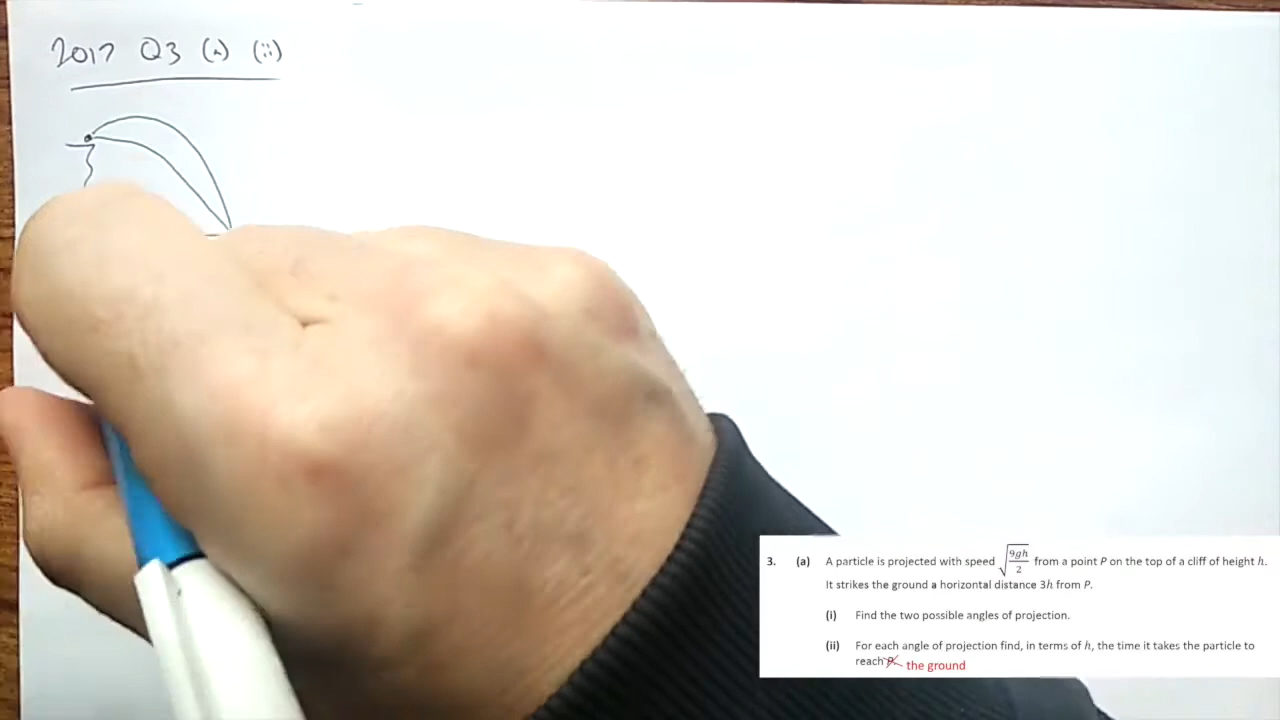 2017 Q3 (a) (ii)
3. (a) A particle is projected with speed √(9gh/2) from a point P on the top of a cliff of height h.
It strikes the ground a horizontal distance 3h from P.
(i) Find the two possible angles of projection.
(ii) For each angle of projection find, in terms of h, the time it takes the particle to
reach P. the ground